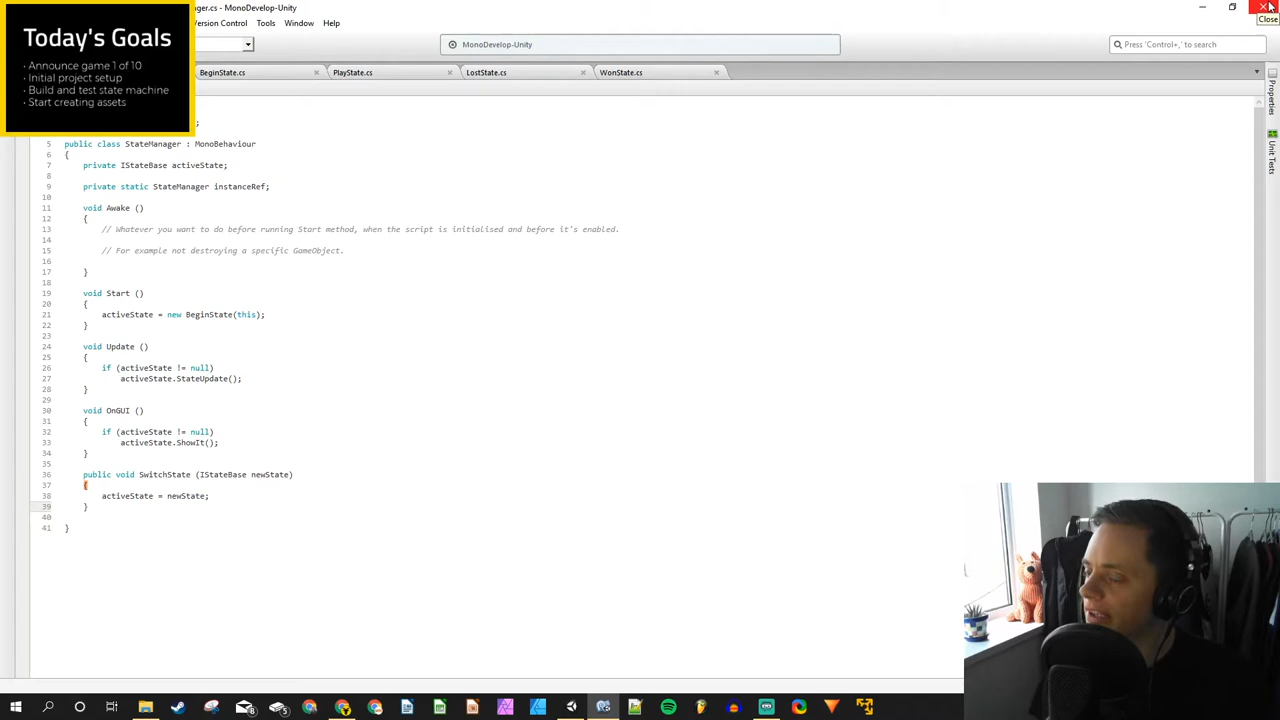 ager.cs - MonoDevelop-Unity
Close
Version Control Tools Window Help
Today's Goals
· Announce game 1 of 10
· Initial project setup
· Build and test state machine
· Start creating assets
MonoDevelop-Unity
Press 'Control+,' to search
BeginState.cs PlayState.cs LostState.cs WonState.cs
Properties
Unit Tests
;
5 public class StateManager : MonoBehaviour
6 {
7 private IStateBase activeState;
8
9 private static StateManager instanceRef;
10
11 void Awake ()
12 {
13 // Whatever you want to do before running Start method, when the script is initialised and before it's enabled.
14
15 // For example not destroying a specific GameObject.
16
17 }
18
19 void Start ()
20 {
21 activeState = new BeginState(this);
22 }
23
24 void Update ()
25 {
26 if (activeState != null)
27 activeState.StateUpdate();
28 }
29
30 void OnGUI ()
31 {
32 if (activeState != null)
33 activeState.ShowIt();
34 }
35
36 public void SwitchState (IStateBase newState)
37 {
38 activeState = newState;
39 }
40
41 }